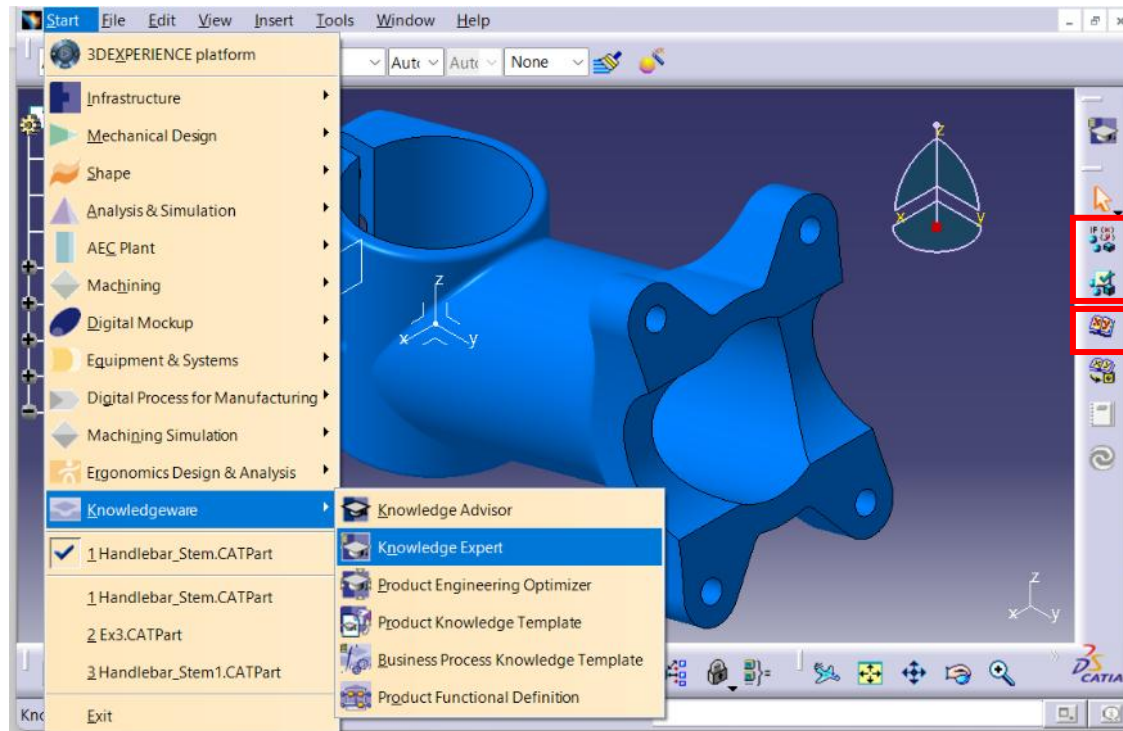 Start File Edit View Insert Tools Window Help
3DEXPERIENCE platform
Auto Auto None
Infrastructure
Mechanical Design
Shape
Analysis & Simulation
AEC Plant
Machining
Digital Mockup
Equipment & Systems
Digital Process for Manufacturing
Machining Simulation
Ergonomics Design & Analysis
Knowledgeware
Knowledge Advisor
Knowledge Expert
Product Engineering Optimizer
Product Knowledge Template
Business Process Knowledge Template
Product Functional Definition
1 Handlebar_Stem.CATPart
1 Handlebar_Stem.CATPart
2 Ex3.CATPart
3 Handlebar_Stem1.CATPart
Exit
z
x y
z
x y
z
x y
CATIA